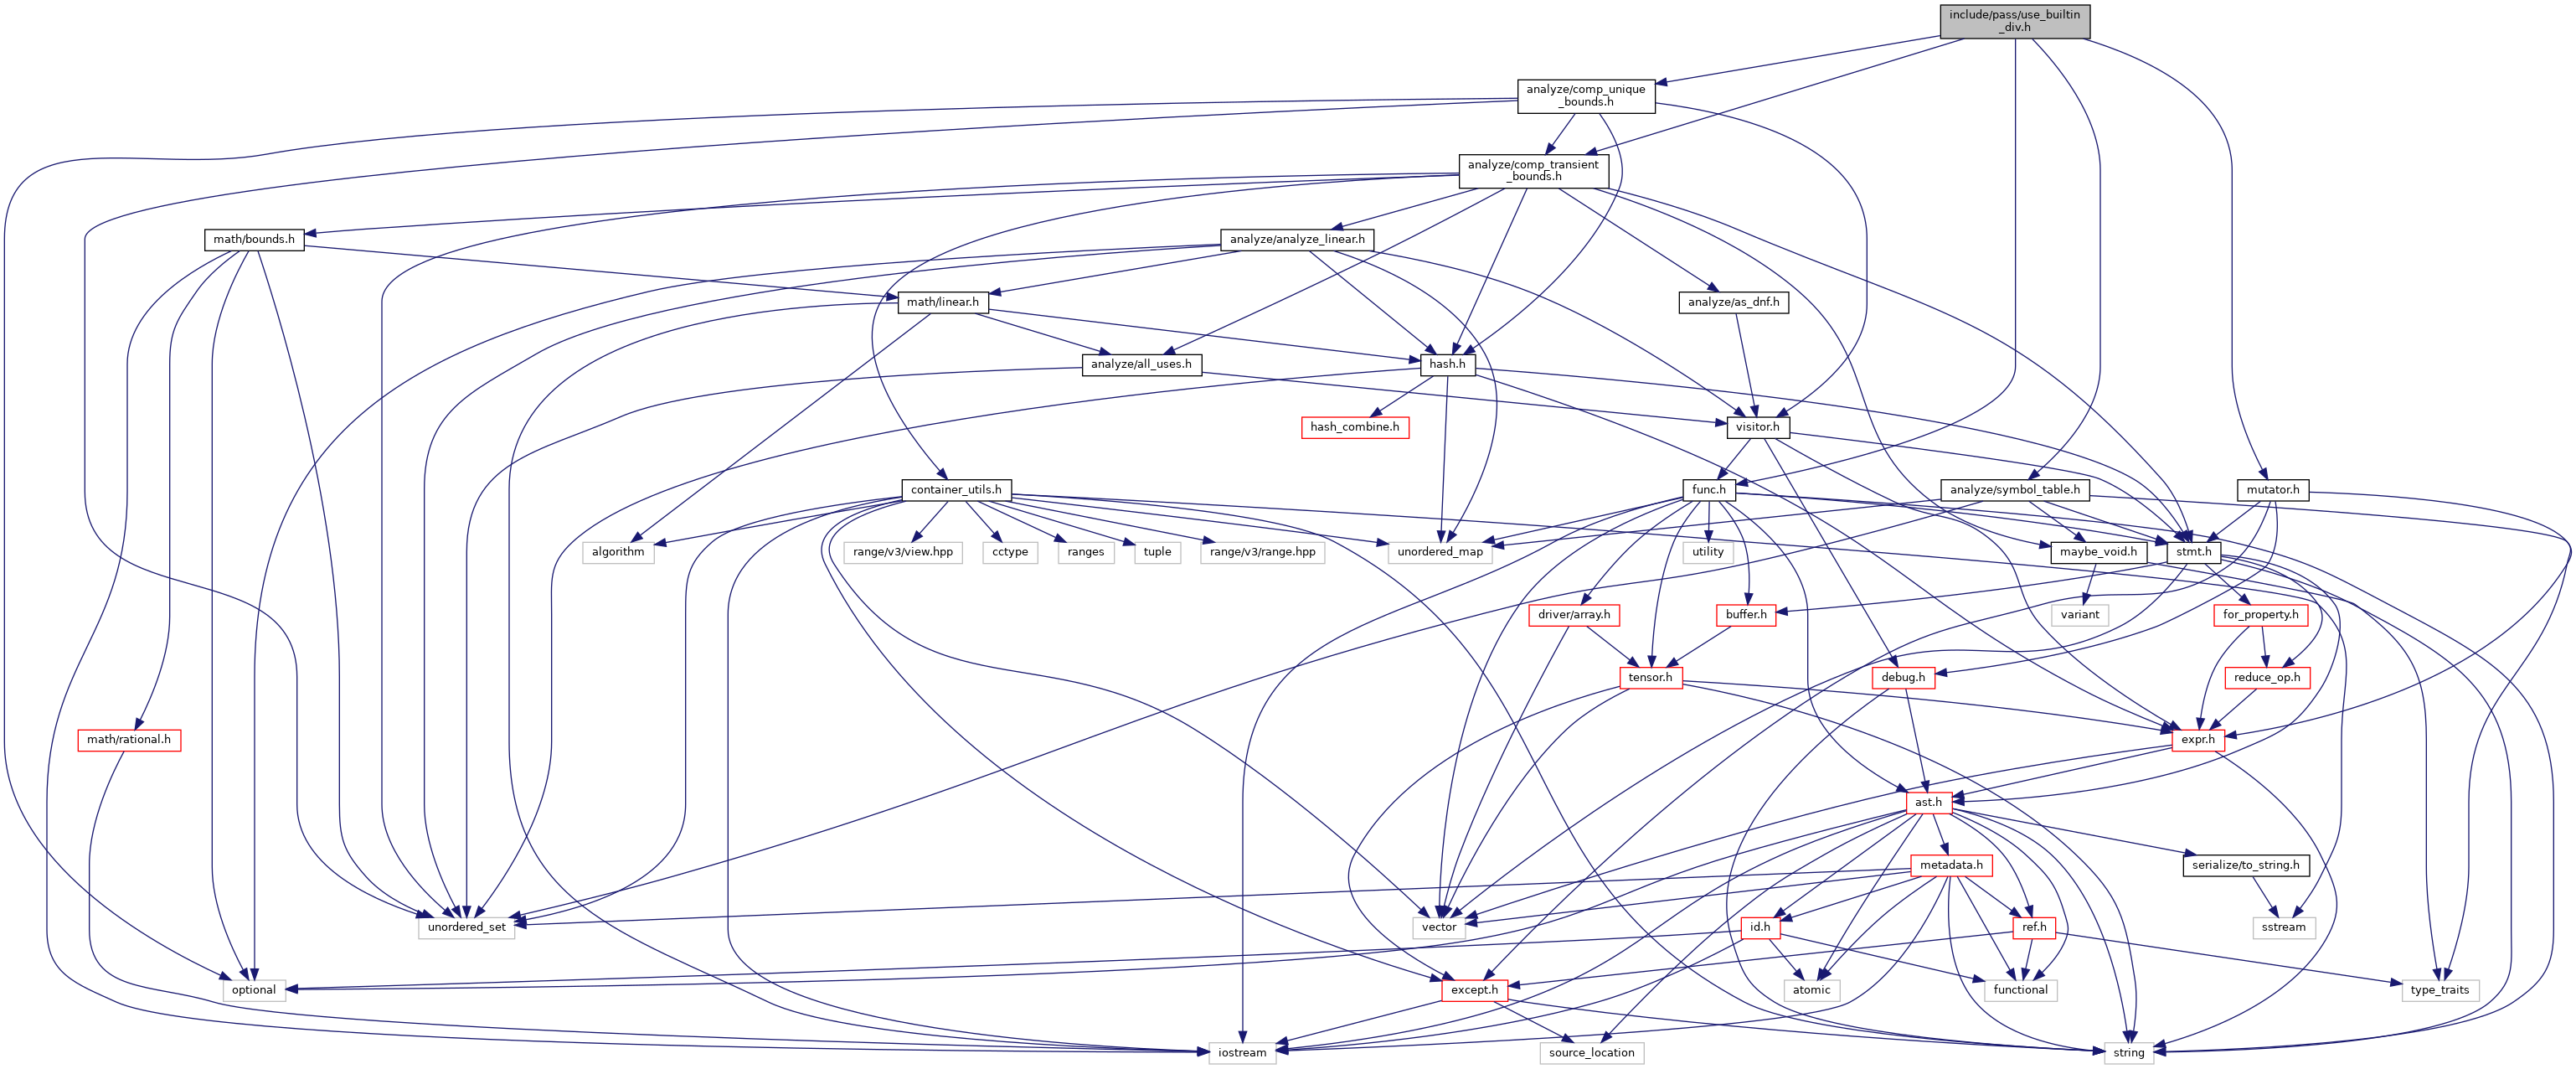 include/pass/use_builtin
_div.h
analyze/comp_unique
_bounds.h
analyze/comp_transient
_bounds.h
math/bounds.h
analyze/analyze_linear.h
math/linear.h
analyze/as_dnf.h
analyze/all_uses.h
hash.h
hash_combine.h
visitor.h
container_utils.h
func.h
analyze/symbol_table.h
mutator.h
algorithm
range/v3/view.hpp
cctype
ranges
tuple
range/v3/range.hpp
unordered_map
utility
maybe_void.h
stmt.h
driver/array.h
buffer.h
variant
for_property.h
tensor.h
debug.h
reduce_op.h
math/rational.h
expr.h
ast.h
metadata.h
serialize/to_string.h
unordered_set
vector
id.h
ref.h
sstream
optional
except.h
atomic
functional
type_traits
iostream
source_location
string